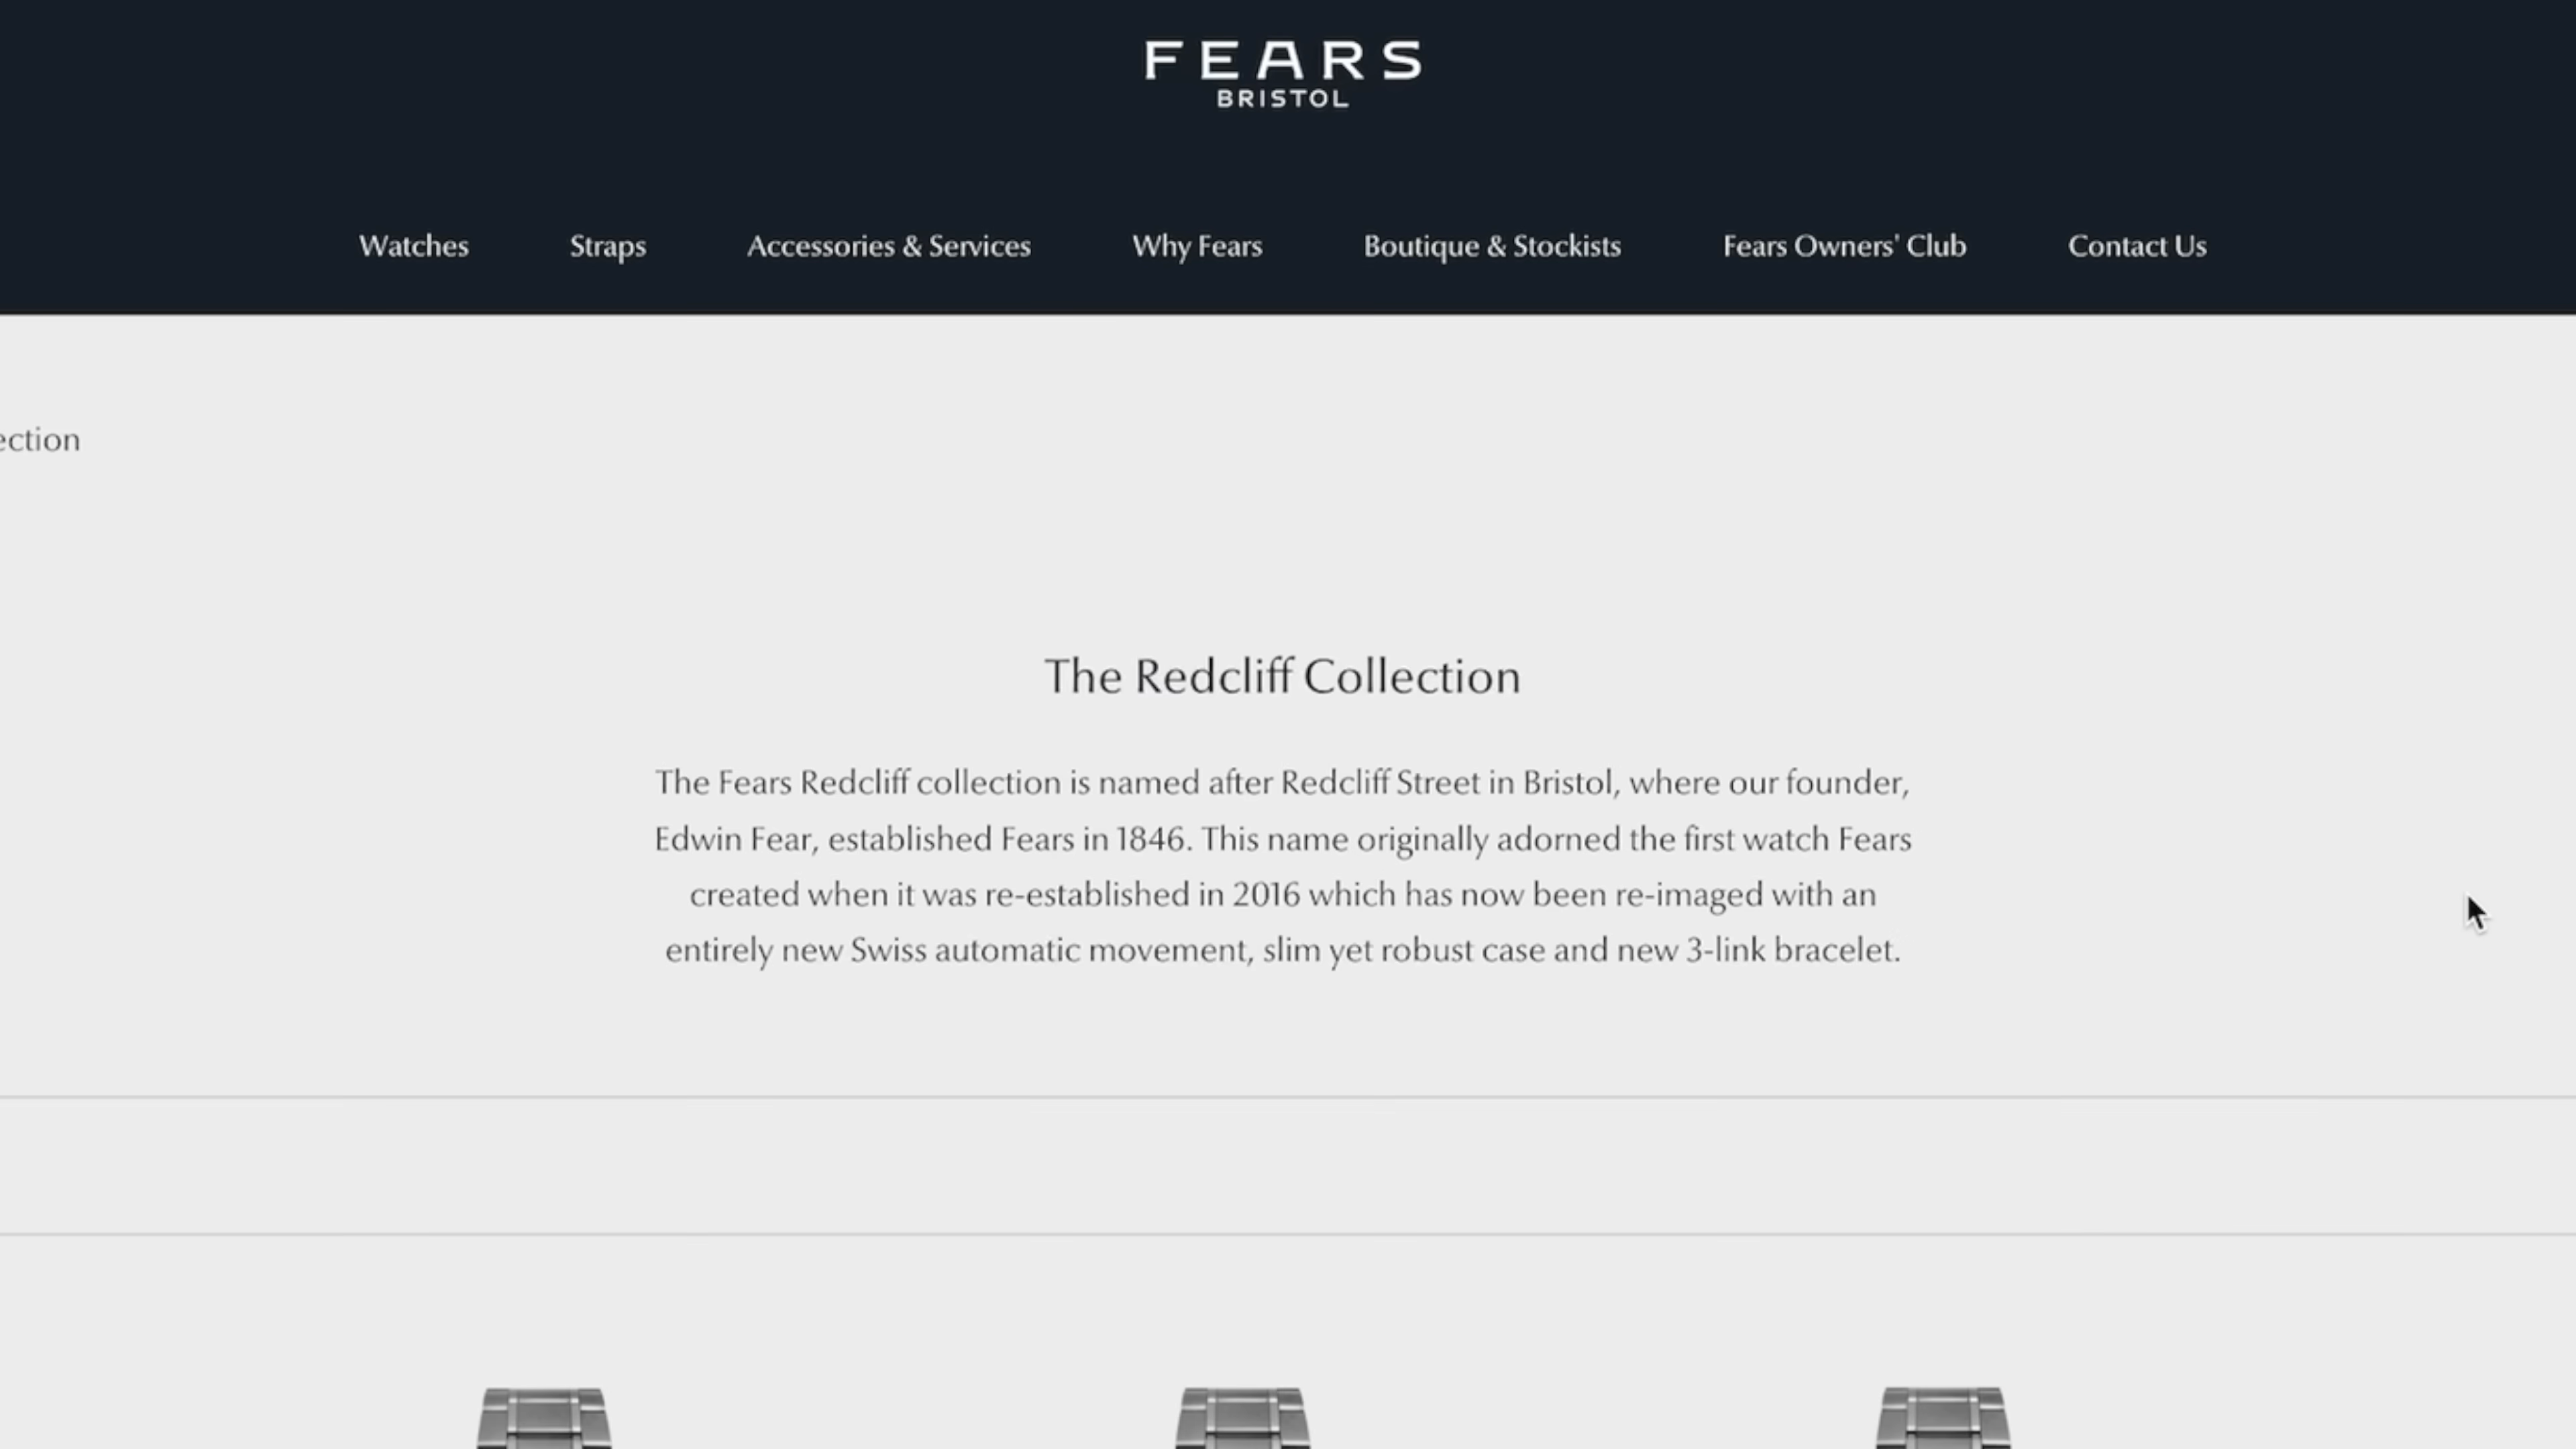 FEARS
BRISTOL
Watches Straps Accessories & Services Why Fears Boutique & Stockists Fears Owners' Club Contact Us
ection
The Redcliff Collection
The Fears Redcliff collection is named after Redcliff Street in Bristol, where our founder,
Edwin Fear, established Fears in 1846. This name originally adorned the first watch Fears
created when it was re-established in 2016 which has now been re-imaged with an
entirely new Swiss automatic movement, slim yet robust case and new 3-link bracelet.